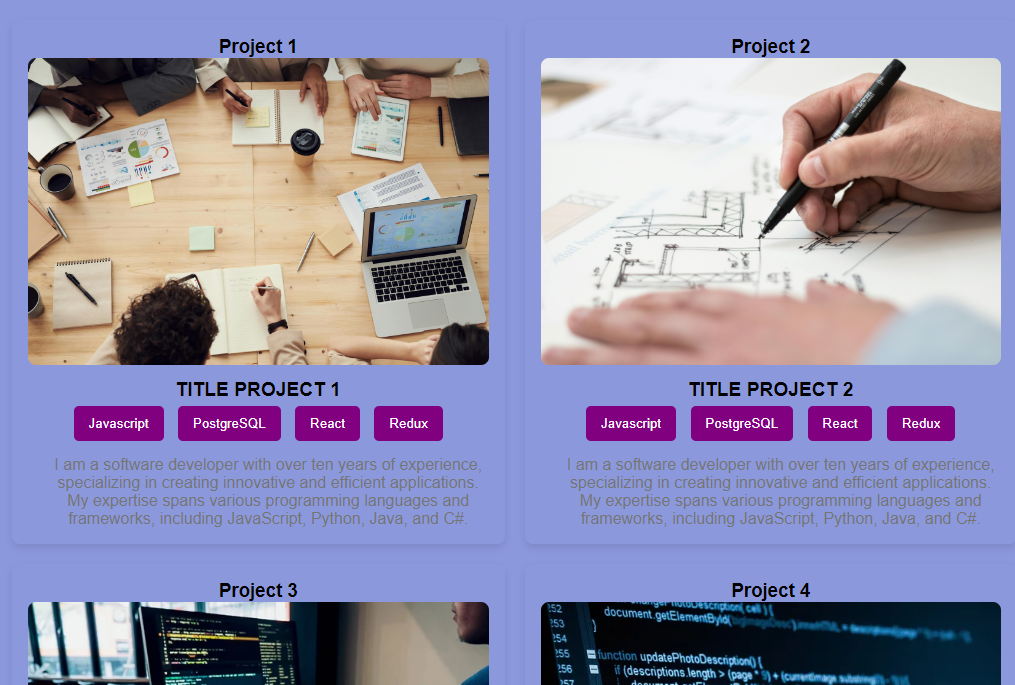 Project 1
Project 2
TITLE PROJECT 1
TITLE PROJECT 2
Javascript PostgreSQL React Redux
Javascript PostgreSQL React Redux
I am a software developer with over ten years of experience,
specializing in creating innovative and efficient applications.
My expertise spans various programming languages and
frameworks, including JavaScript, Python, Java, and C#.
I am a software developer with over ten years of experience,
specializing in creating innovative and efficient applications.
My expertise spans various programming languages and
frameworks, including JavaScript, Python, Java, and C#.
Project 3
Project 4
252
253 document.getElementById(
254 }
255 function updatePhotoDescription() {
256 if (descriptions.length > (page * 9) + (currentImage.substring(
257 document.getElementById(